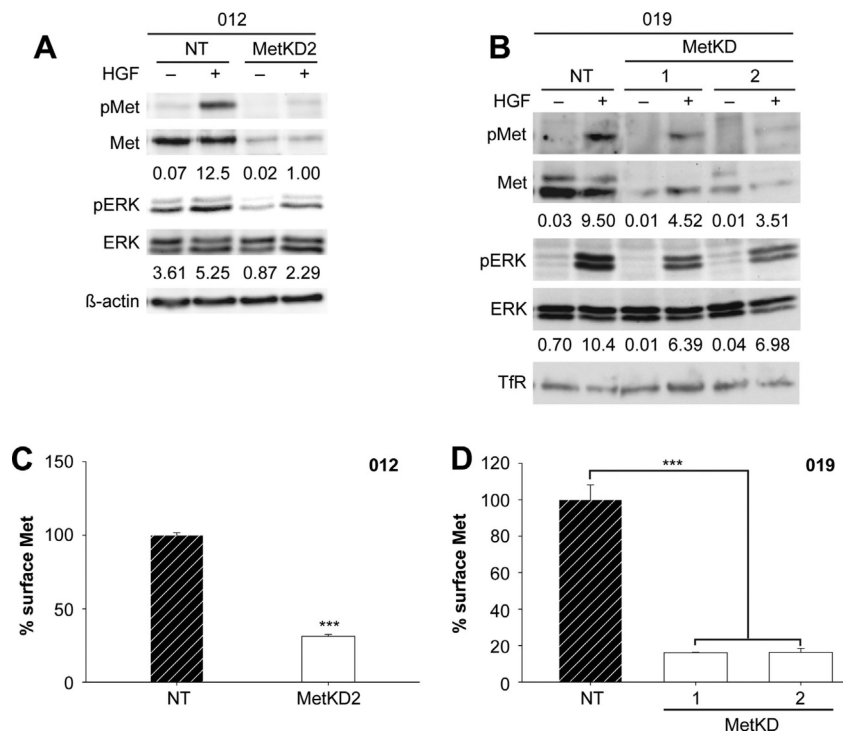 012
A
NT MetKD2
HGF – + – +
pMet
Met
0.07 12.5 0.02 1.00
pERK
ERK
3.61 5.25 0.87 2.29
ß-actin
019
B
MetKD
NT 1 2
HGF – + – + – +
pMet
Met
0.03 9.50 0.01 4.52 0.01 3.51
pERK
ERK
0.70 10.4 0.01 6.39 0.04 6.98
TfR
C
012
% surface Met
150
100
50
0
***
NT MetKD2
D
019
% surface Met
120
100
80
60
40
20
0
***
NT 1 2
MetKD